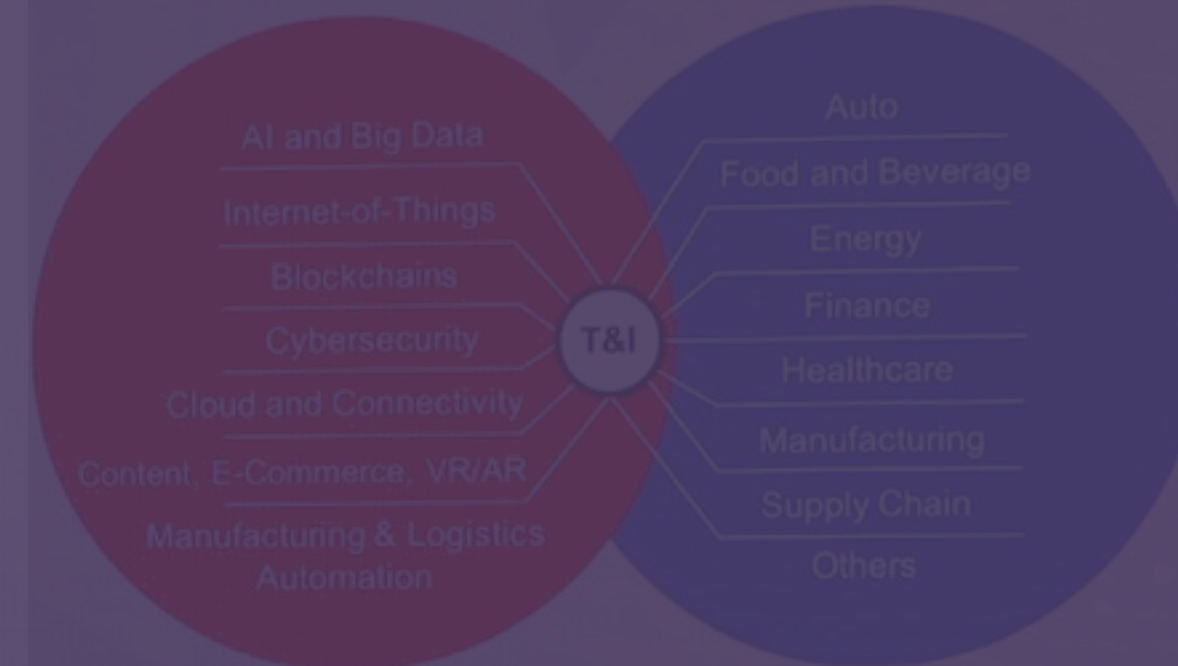 AI and Big Data
Internet-of-Things
Blockchains
Cybersecurity
Cloud and Connectivity
Content, E-Commerce, VR/AR
Manufacturing & Logistics
Automation
T&I
Auto
Food and Beverage
Energy
Finance
Healthcare
Manufacturing
Supply Chain
Others